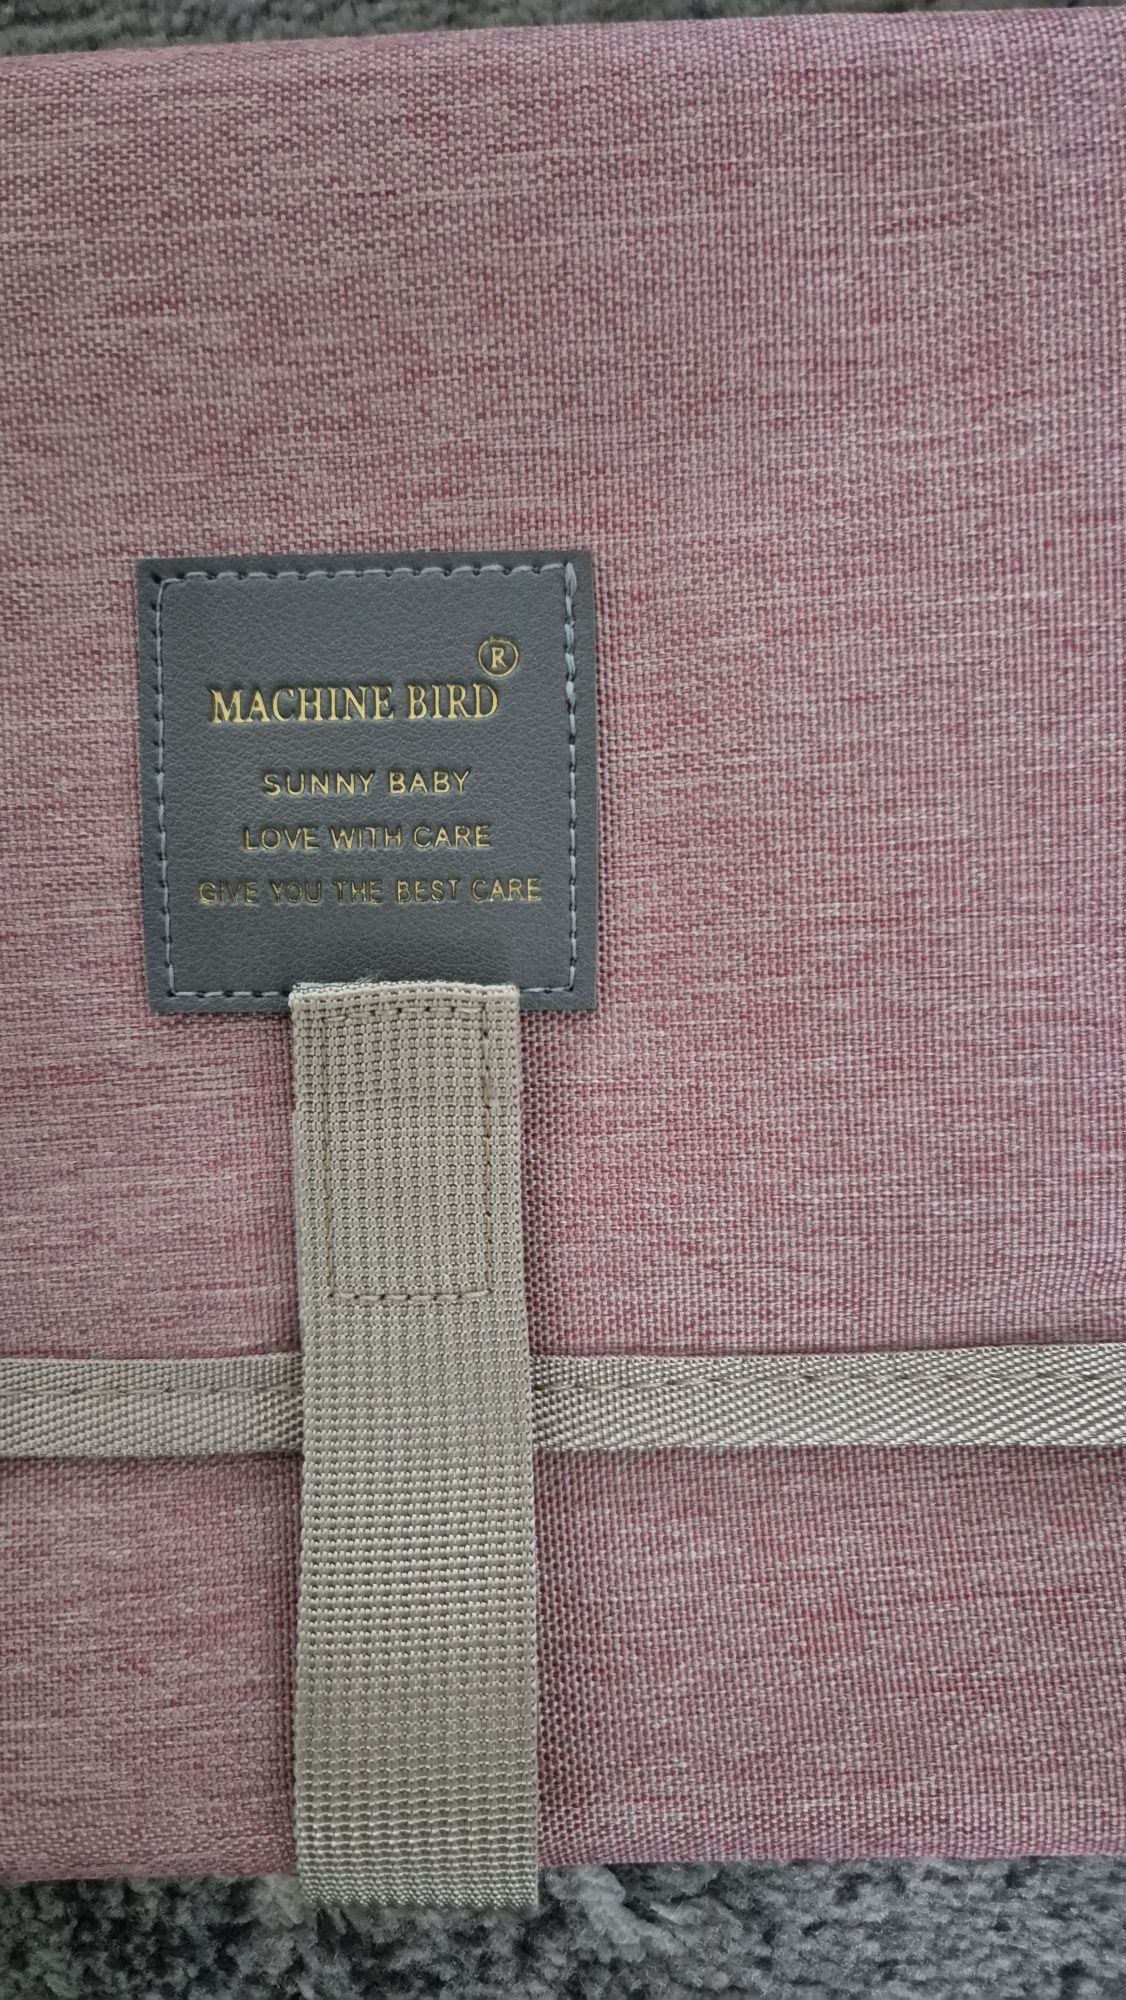 MACHINE BIRD®
SUNNY BABY
LOVE WITH CARE
GIVE YOU THE BEST CARE